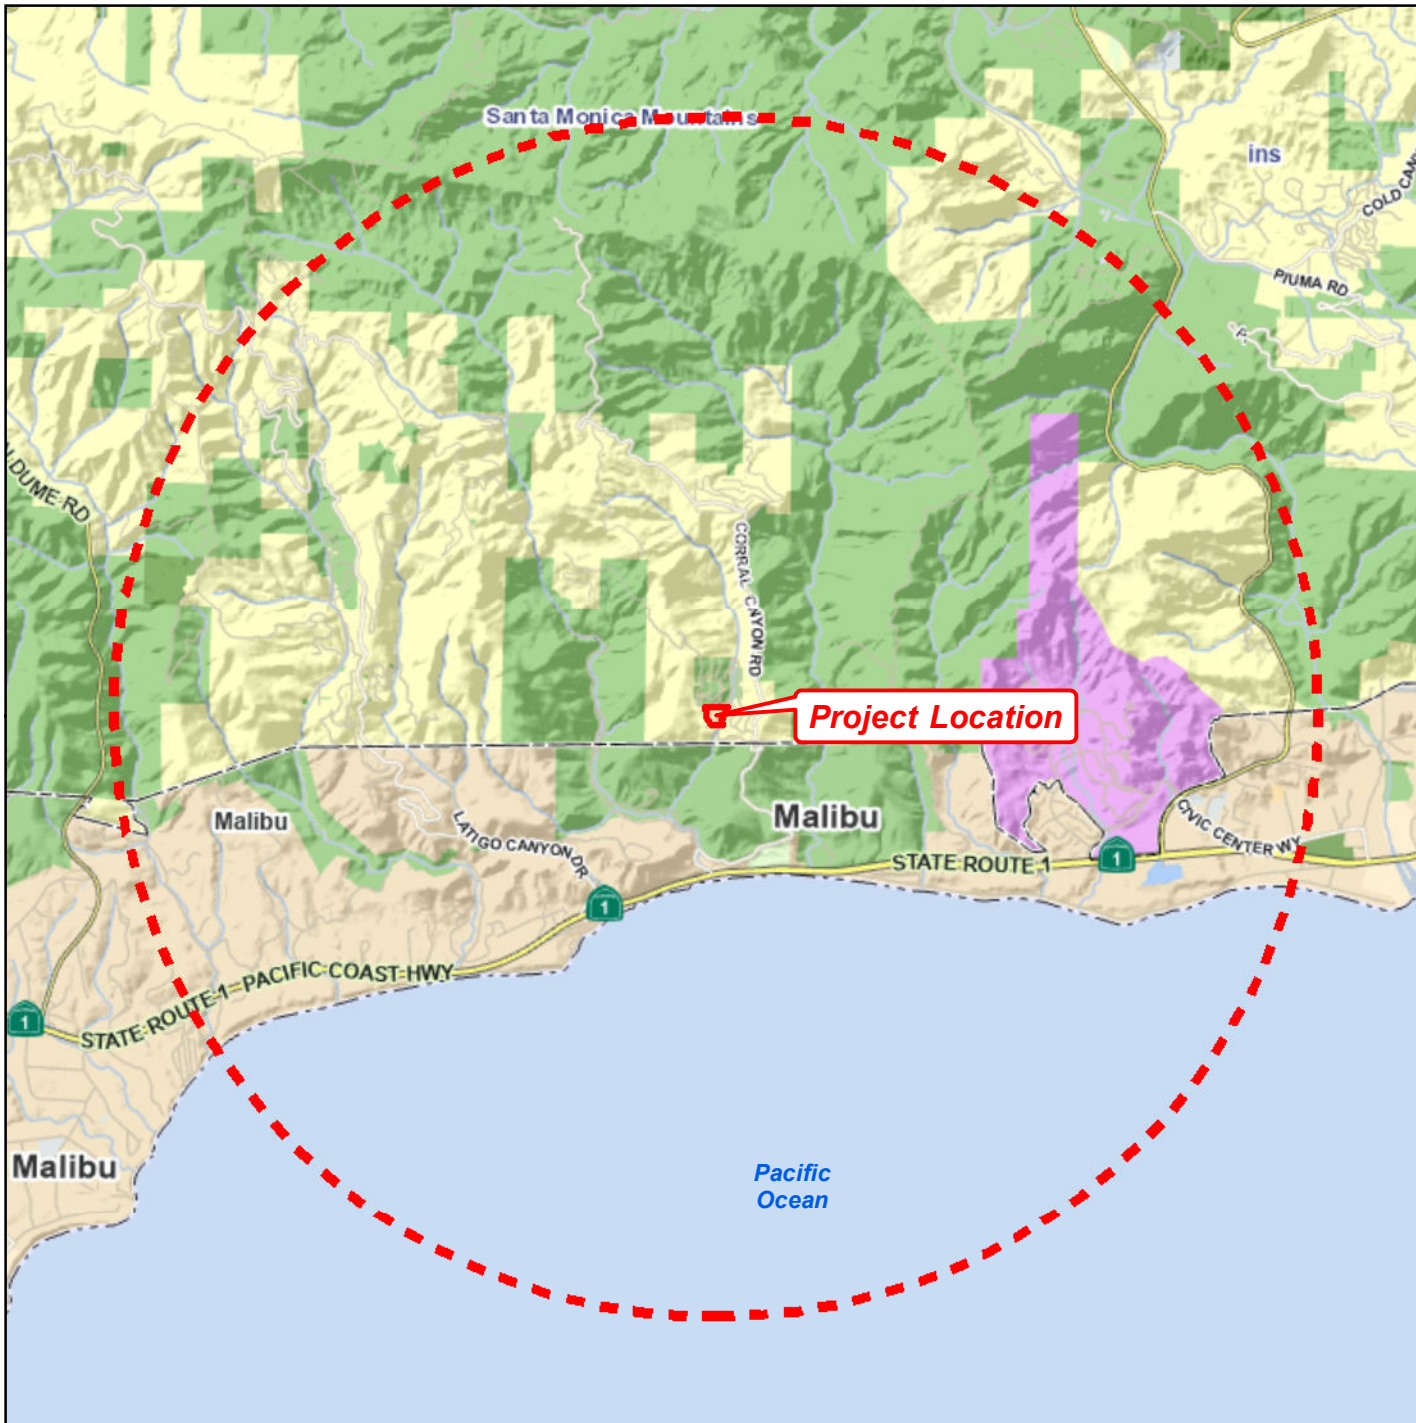 Santa Monica Mountains
ins
COLD CAN
PIUMA RD
P.
DUME RD
CORRAL
C NYON RD
Project Location
Malibu
Malibu
LATIGO CANYON DR
CIVIC CENTER WY
STATE ROUTE 1
1
1
STATE ROUTE 1 PACIFIC COAST HWY
1
Malibu
Pacific
Ocean